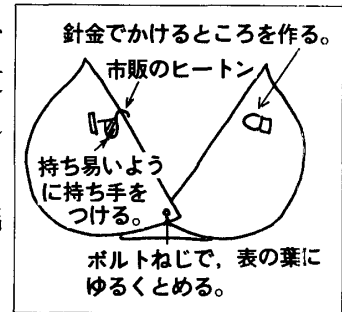 針金でかけるところを作る。
市販のヒートン
持ち易いよう
に持ち手を
つける。
ボルトねじで，表の葉に
ゆるくとめる。